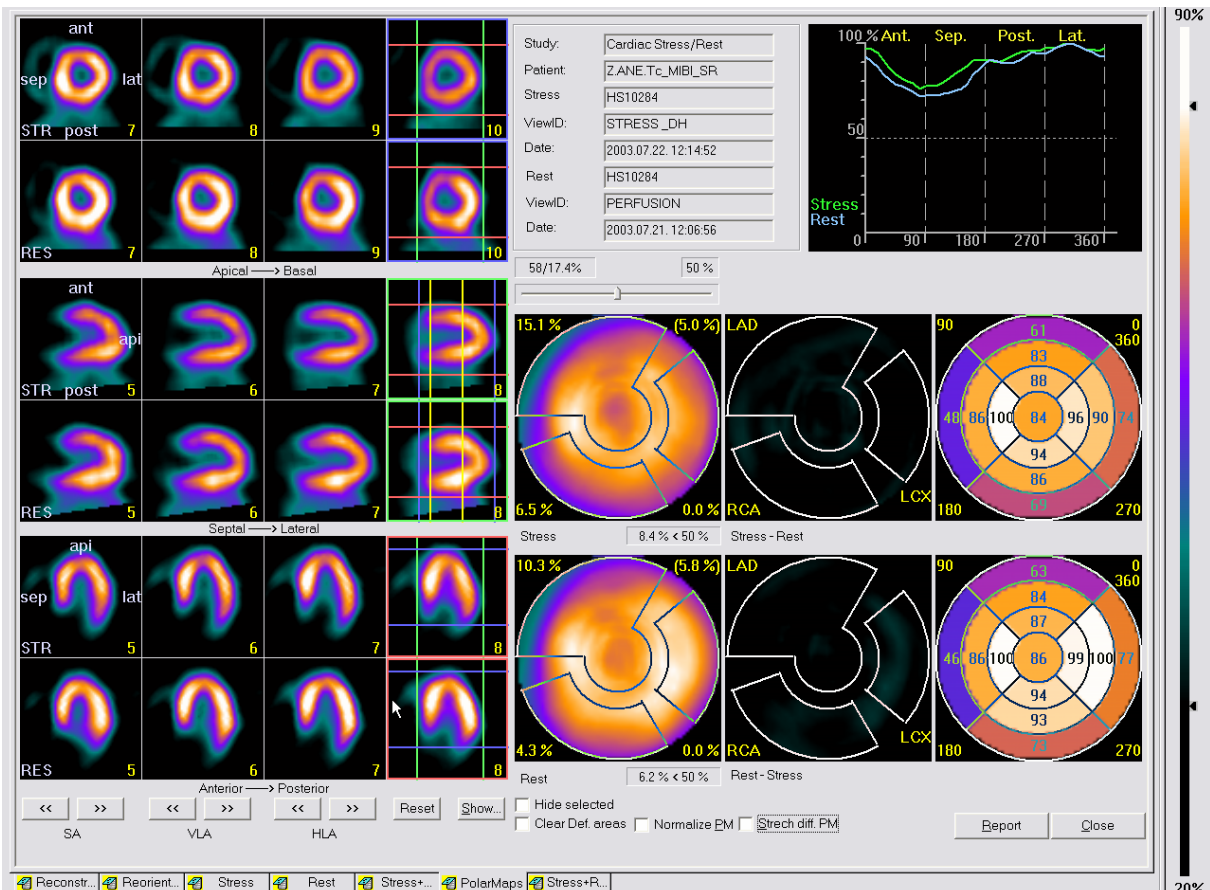 ant
sep
lat
STR post 7
8
9
10
RES 7
8
9
10
Apical ---> Basal
ant
api
STR post 5
6
7
8
RES 5
6
7
8
Septal ---> Lateral
api
sep
lat
STR 5
6
7
8
RES 5
6
7
8
Anterior ---> Posterior
<< >> << >> << >> Reset Show...
SA VLA HLA
Study: Cardiac Stress/Rest
Patient: Z.ANE.Tc_MIBI_SR
Stress HS10284
ViewID: STRESS _DH
Date: 2003.07.22. 12:14:52
Rest HS10284
ViewID: PERFUSION
Date: 2003.07.21. 12:06:56
58/17.4% 50 %
100 % Ant. Sep. Post. Lat.
50
Stress
Rest
0 90 180 270 360
15.1 % (5.0 %)
6.5 % 0.0 %
Stress 8.4 % < 50 % Stress - Rest
LAD
RCA
LCX
90 0
360
61
83
88
48 86 100 84 96 90 74
94
86
69
180 270
10.3 % (5.8 %)
4.3 % 0.0 %
Rest 6.2 % < 50 % Rest - Stress
LAD
RCA
LCX
90 0
360
63
84
87
46 86 100 86 99 100 77
94
93
73
180 270
Hide selected
Clear Def. areas Normalize PM Strech diff. PM
Report Close
90%
20%
Reconstr... Reorient... Stress Rest Stress+... PolarMaps Stress+R...